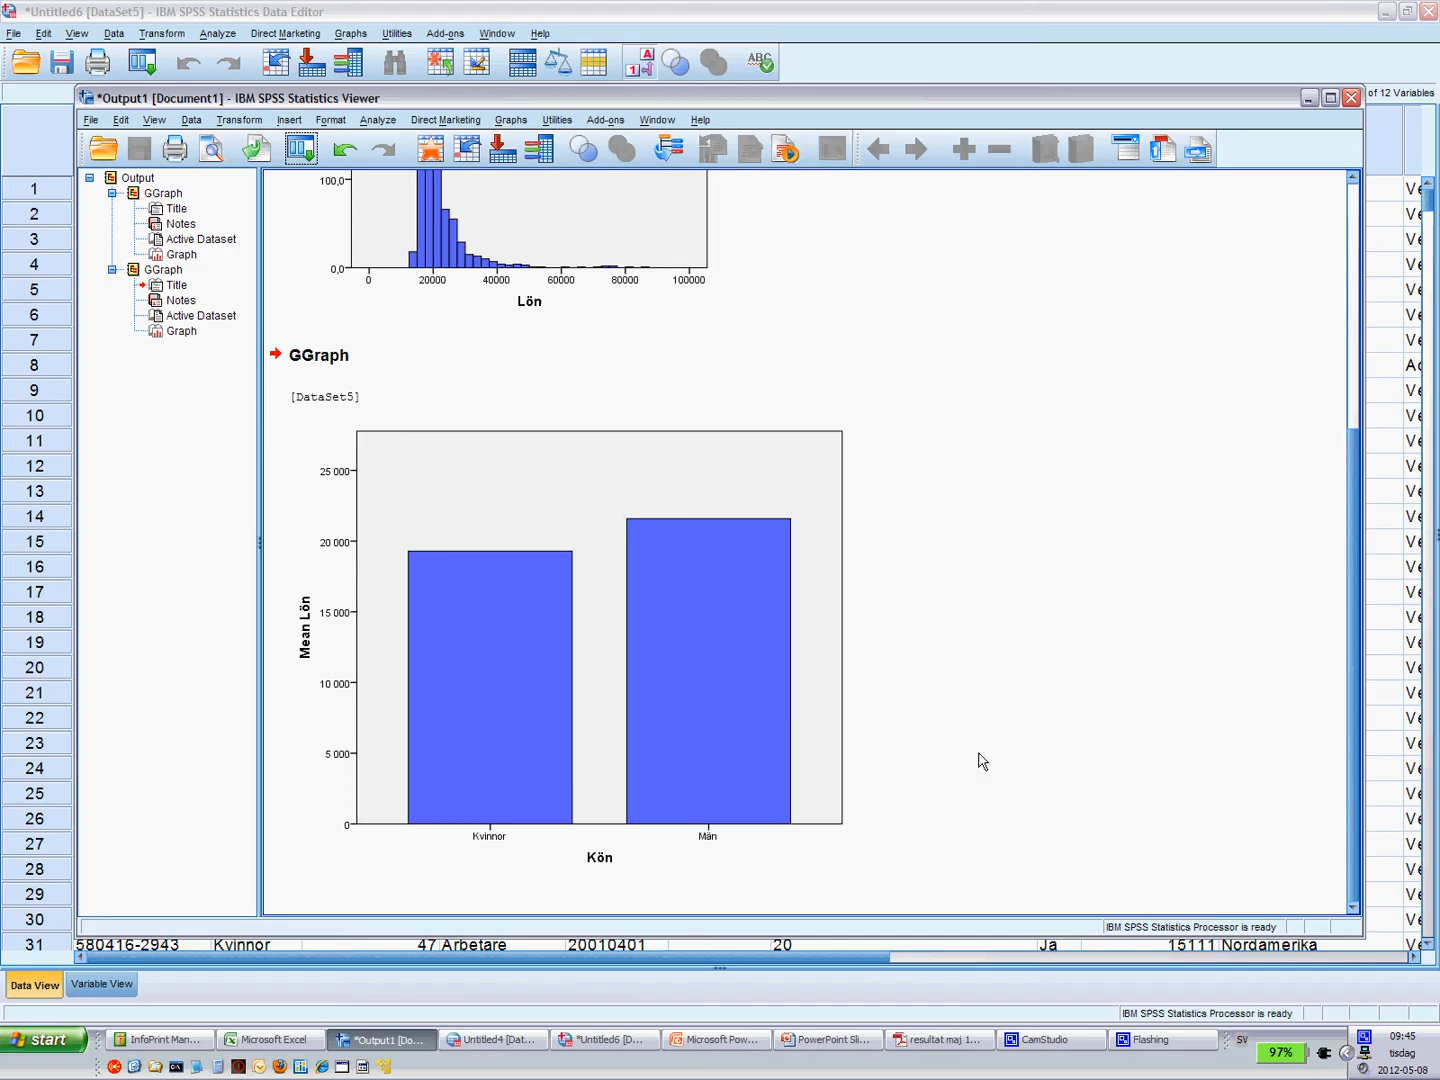 *Untitled6 [DataSet5] - IBM SPSS Statistics Data Editor
File Edit View Data Transform Analyze Direct Marketing Graphs Utilities Add-ons Window Help
*Output1 [Document1] - IBM SPSS Statistics Viewer
of 12 Variables
File Edit View Data Transform Analyze Direct Marketing Graphs Utilities Add-ons Window Help
Output
GGraph
Title
Notes
Active Dataset
Graph
GGraph
Title
Notes
Active Dataset
Graph
100,0
0,0
0 20000 40000 60000 80000 100000
Lön
GGraph
[DataSet5]
Mean Lön
25 000
20 000
15 000
10 000
5 000
0
Kvinnor Män
Kön
IBM SPSS Statistics Processor is ready
1
2
3
4
5
6
7
8
9
10
11
12
13
14
15
16
17
18
19
20
21
22
23
24
25
26
27
28
29
30
31 580416-2943 Kvinnor 47 Arbetare 20010401 20 Ja 15111 Nordamerika
Data View Variable View
IBM SPSS Statistics Processor is ready
start InfoPrint Man... Microsoft Excel *Output1 [Do... Untitled4 [Dat... *Untitled6 [D... Microsoft Pow... PowerPoint Sli... resultat maj 1... CamStudio Flashing SV 97%
09:45
tisdag
2012-05-08